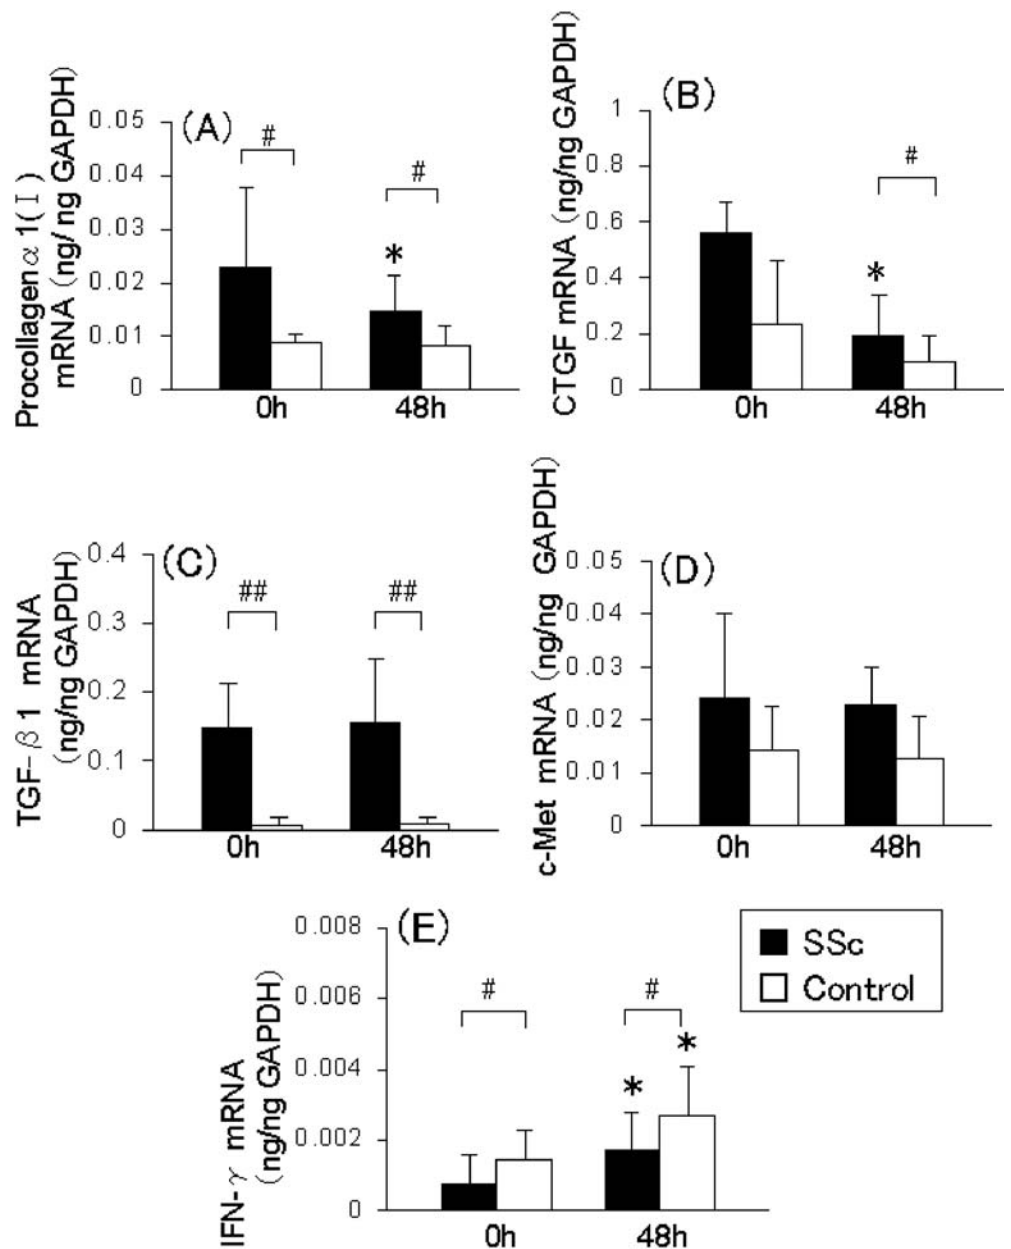 (A)
Procollagenα1(Ⅰ)
mRNA (ng/ng GAPDH)
0.05
0.04
0.03
0.02
0.01
0
#
#
*
0h
48h
(B)
CTGF mRNA (ng/ng GAPDH)
1
0.8
0.6
0.4
0.2
0
#
*
0h
48h
(C)
TGF-β1 mRNA
(ng/ng GAPDH)
0.4
0.3
0.2
0.1
0
##
##
0h
48h
(D)
c-Met mRNA (ng/ng GAPDH)
0.05
0.04
0.03
0.02
0.01
0
0h
48h
(E)
IFN-γ mRNA
(ng/ng GAPDH)
0.008
0.006
0.004
0.002
0
#
#
*
*
0h
48h
SSc
Control